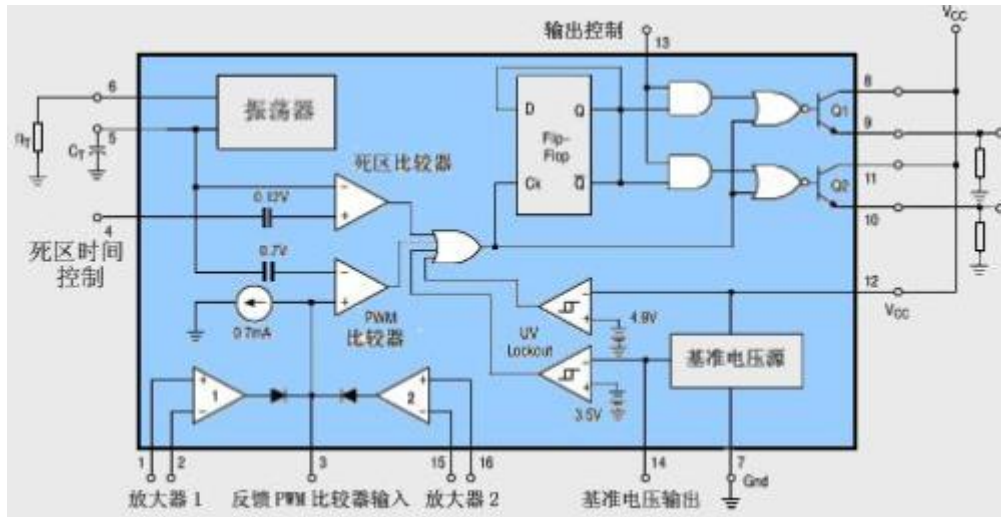 输出控制
VCC
13
6
8
振荡器
D
Q
Q1
RT
5
Flip-
Flop
9
CT
死区比较器
Ck
Q
Q2
11
0.12V
4
10
死区时间
控制
0.7V
12
VCC
PWM
比较器
0.7mA
UV
Lockout
4.9V
基准电压源
1
2
3.5V
1
2
3
15
16
14
7
Gnd
放大器 1
反馈 PWM 比较器输入
放大器 2
基准电压输出